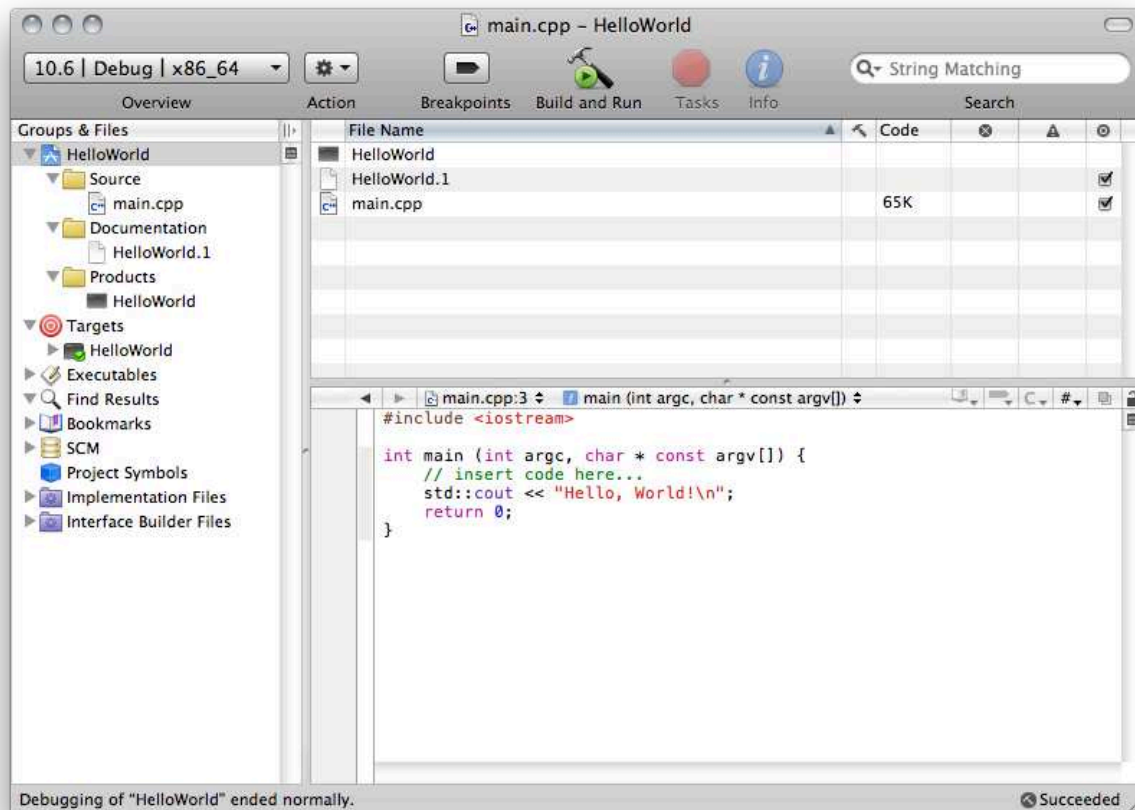 main.cpp – HelloWorld
10.6 | Debug | x86_64
String Matching
Overview
Action
Breakpoints
Build and Run
Tasks
Info
Search
Groups & Files
HelloWorld
Source
main.cpp
Documentation
HelloWorld.1
Products
HelloWorld
Targets
HelloWorld
Executables
Find Results
Bookmarks
SCM
Project Symbols
Implementation Files
Interface Builder Files
File Name
Code
HelloWorld
HelloWorld.1
main.cpp
65K
main.cpp:3
main (int argc, char * const argv[])
C
#
#include <iostream>
int main (int argc, char * const argv[]) {
// insert code here...
std::cout << "Hello, World!\n";
return 0;
}
Debugging of "HelloWorld" ended normally.
Succeeded